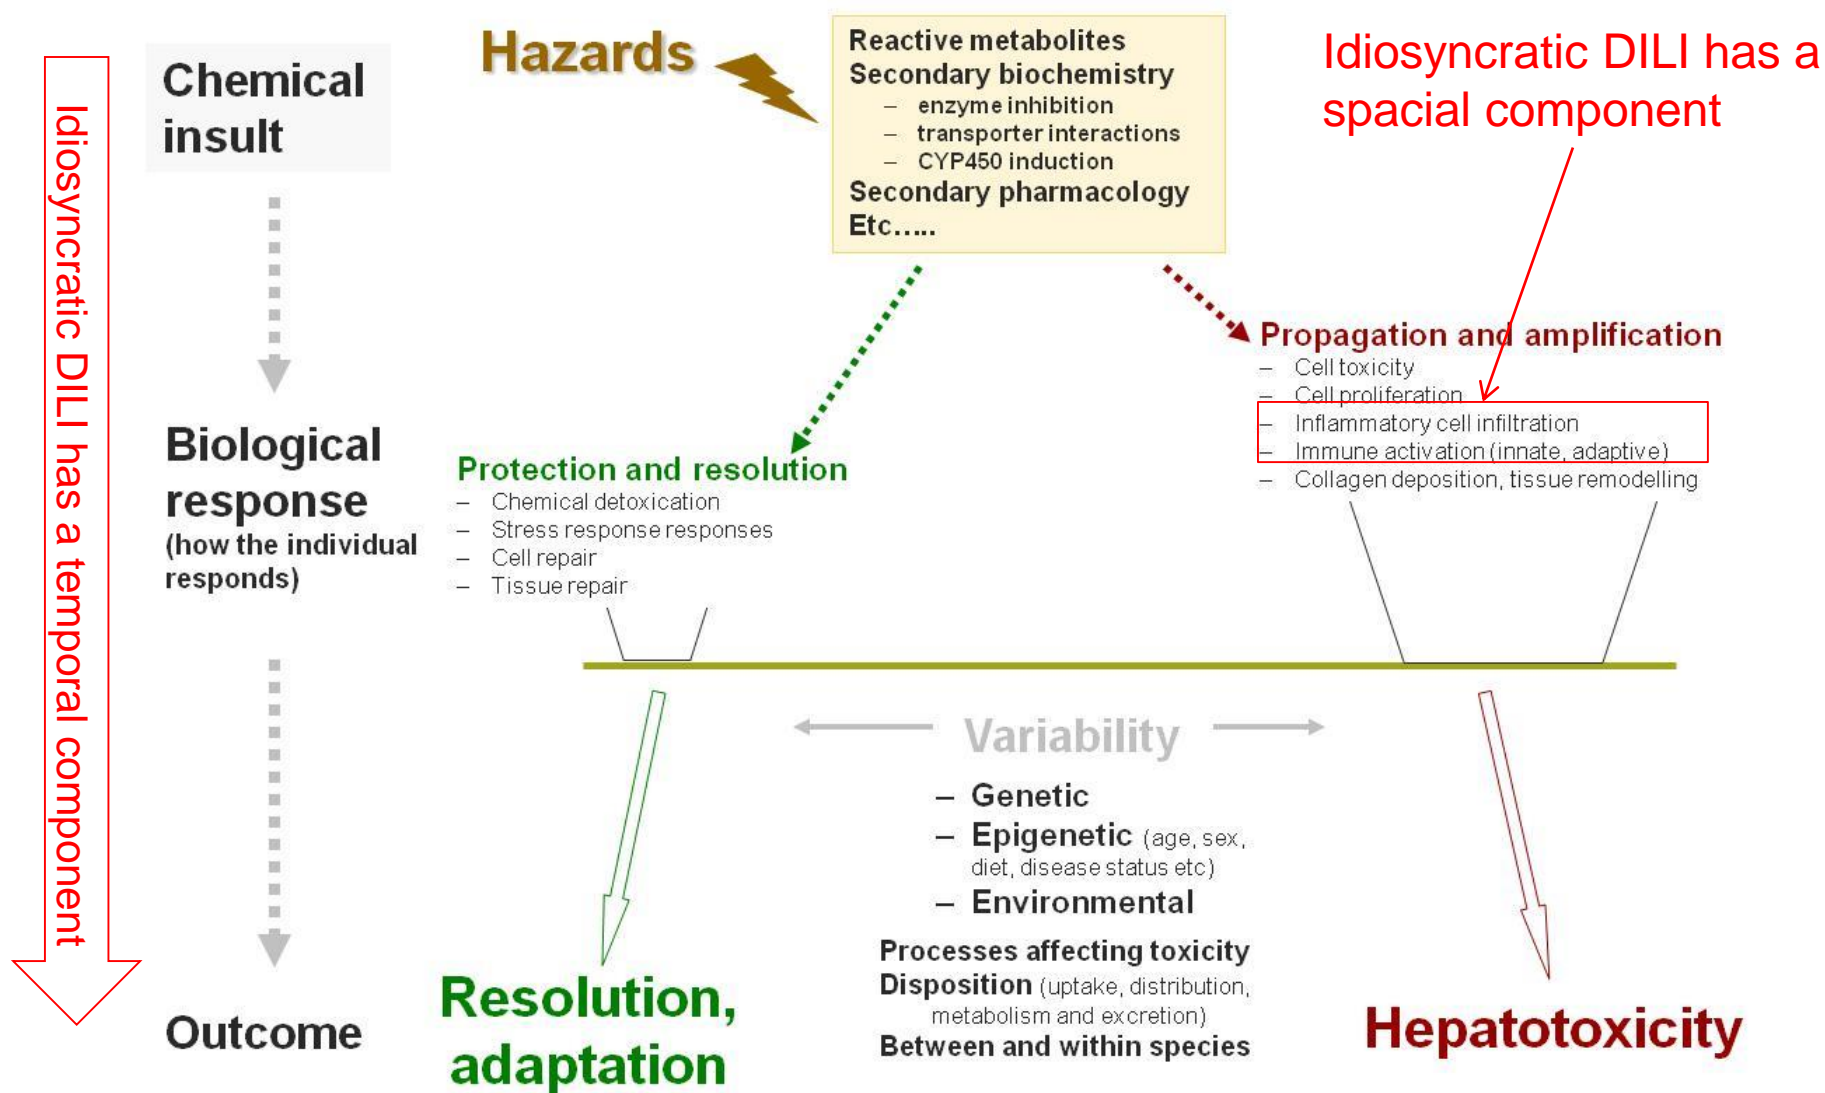 Idiosyncratic DILI has a temporal component
Chemical
insult
Biological
response
(how the individual
responds)
Outcome
Hazards
Reactive metabolites
Secondary biochemistry
– enzyme inhibition
– transporter interactions
– CYP450 induction
Secondary pharmacology
Etc.....
Idiosyncratic DILI has a
spacial component
Protection and resolution
– Chemical detoxication
– Stress response responses
– Cell repair
– Tissue repair
Propagation and amplification
– Cell toxicity
– Cell proliferation
– Inflammatory cell infiltration
– Immune activation (innate, adaptive)
– Collagen deposition, tissue remodelling
Variability
– Genetic
– Epigenetic (age, sex,
diet, disease status etc)
– Environmental
Processes affecting toxicity
Disposition (uptake, distribution,
metabolism and excretion)
Between and within species
Resolution,
adaptation
Hepatotoxicity